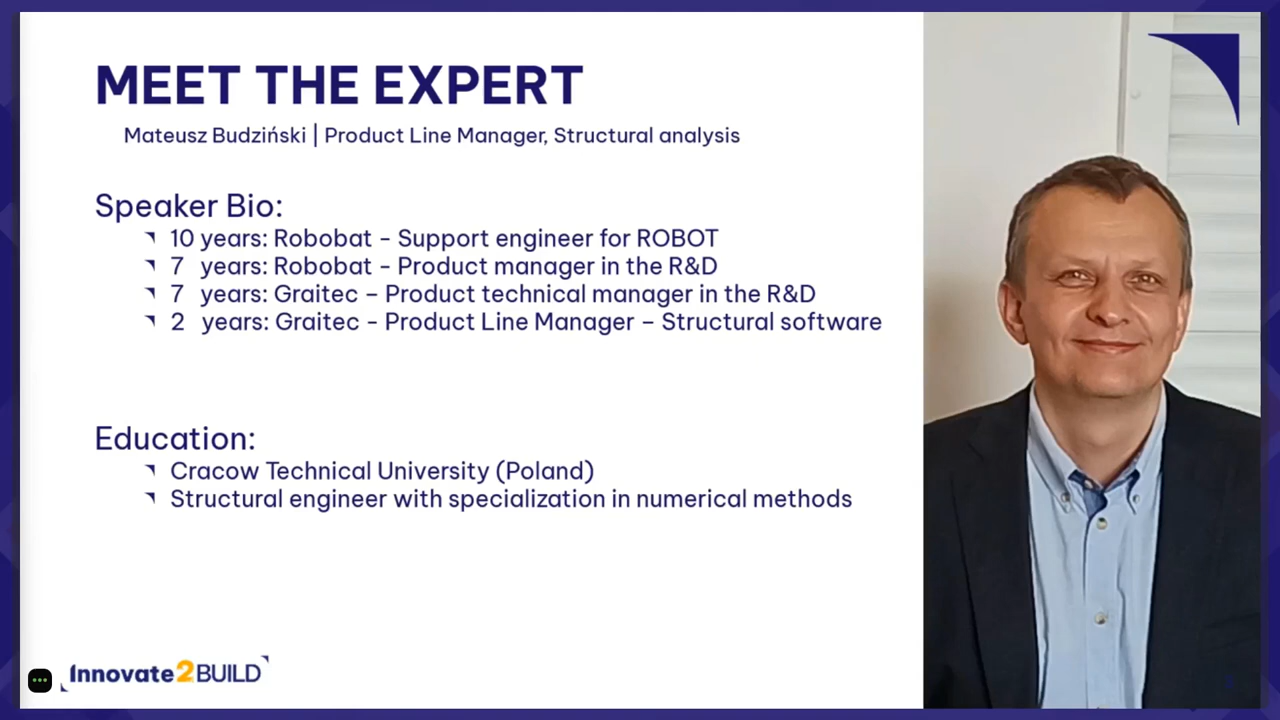 MEET THE EXPERT
Mateusz Budziński | Product Line Manager, Structural analysis
Speaker Bio:
10 years: Robobat - Support engineer for ROBOT
7 years: Robobat - Product manager in the R&D
7 years: Graitec – Product technical manager in the R&D
2 years: Graitec - Product Line Manager – Structural software
Education:
Cracow Technical University (Poland)
Structural engineer with specialization in numerical methods
Innovate2BUILD